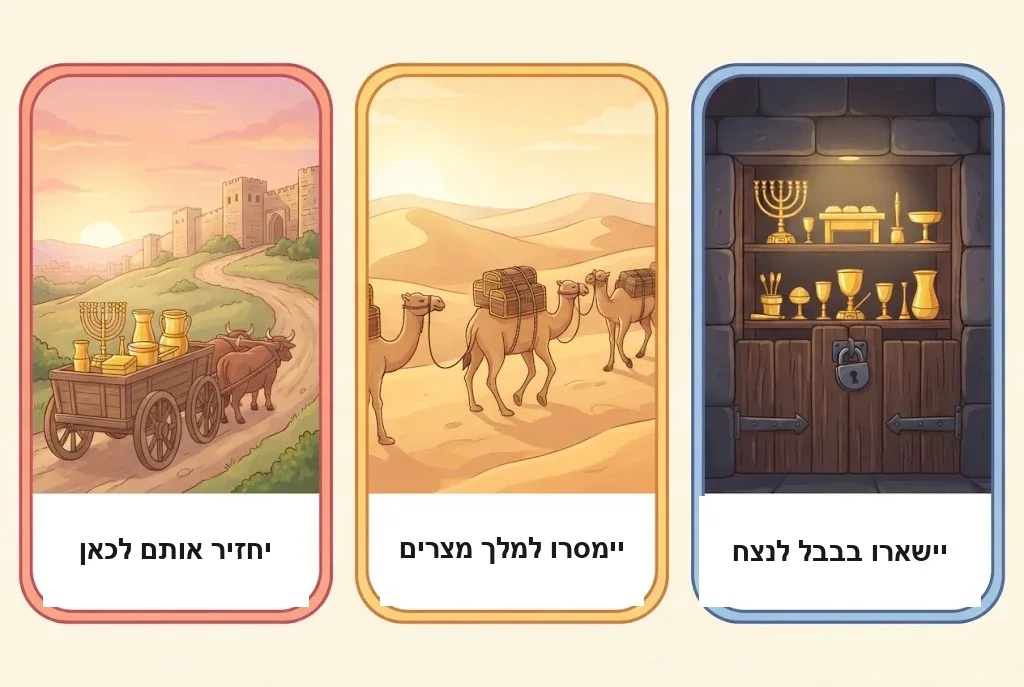 יישארו בבבל לנצח
יימסרו למלך מצרים
יחזיר אותם לכאן